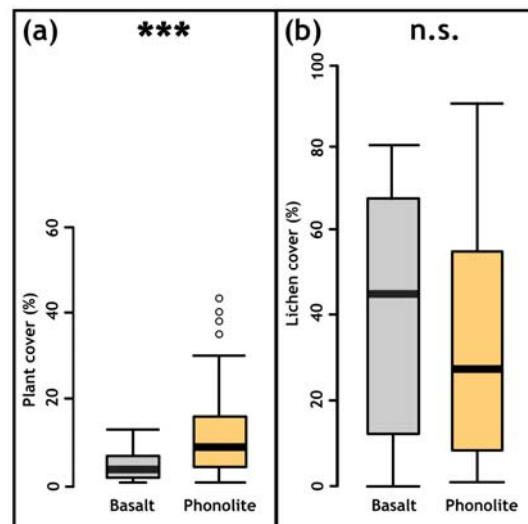 (a)
***
Plant cover (%)
60
40
20
0
Basalt
Phonolite
(b)
n.s.
Lichen cover (%)
100
80
60
40
20
0
Basalt
Phonolite